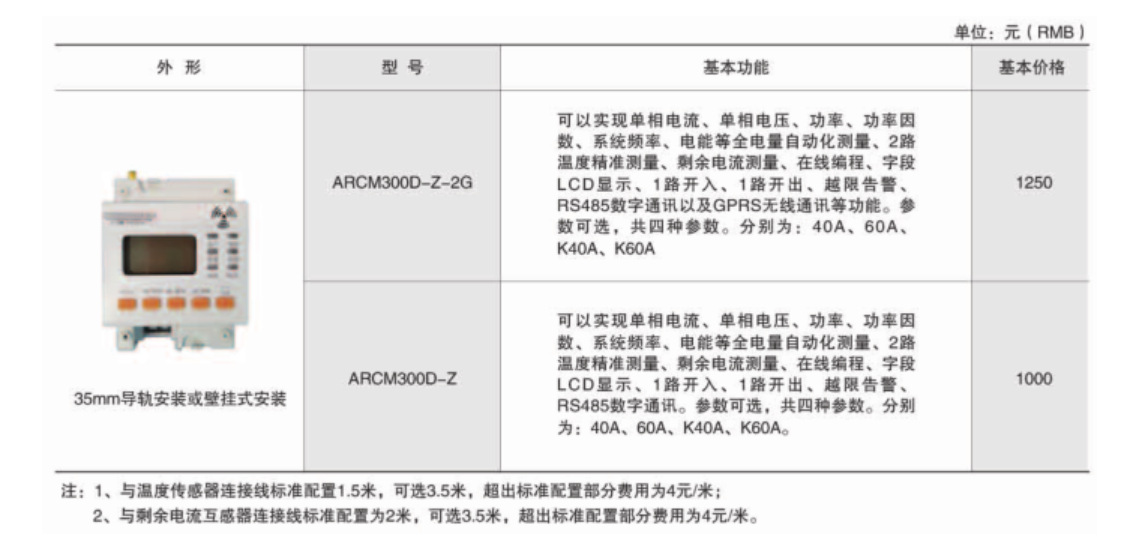 单位：元（RMB）
外 形
型 号
基本功能
基本价格
ARCM300D-Z-2G
可以实现单相电流、单相电压、功率、功率因
数、系统频率、电能等全电量自动化测量、2路
温度精准测量、剩余电流测量、在线编程、字段
LCD显示、1路开入、1路开出、越限告警、
RS485数字通讯以及GPRS无线通讯等功能。参
数可选，共四种参数。分别为：40A、60A、
K40A、K60A
1250
35mm导轨安装或壁挂式安装
ARCM300D-Z
可以实现单相电流、单相电压、功率、功率因
数、系统频率、电能等全电量自动化测量、2路
温度精准测量、剩余电流测量、在线编程、字段
LCD显示、1路开入、1路开出、越限告警、
RS485数字通讯。参数可选，共四种参数。分别
为：40A、60A、K40A、K60A。
1000
注：1、与温度传感器连接线标准配置1.5米，可选3.5米，超出标准配置部分费用为4元/米；
2、与剩余电流互感器连接线标准配置为2米，可选3.5米，超出标准配置部分费用为4元/米。